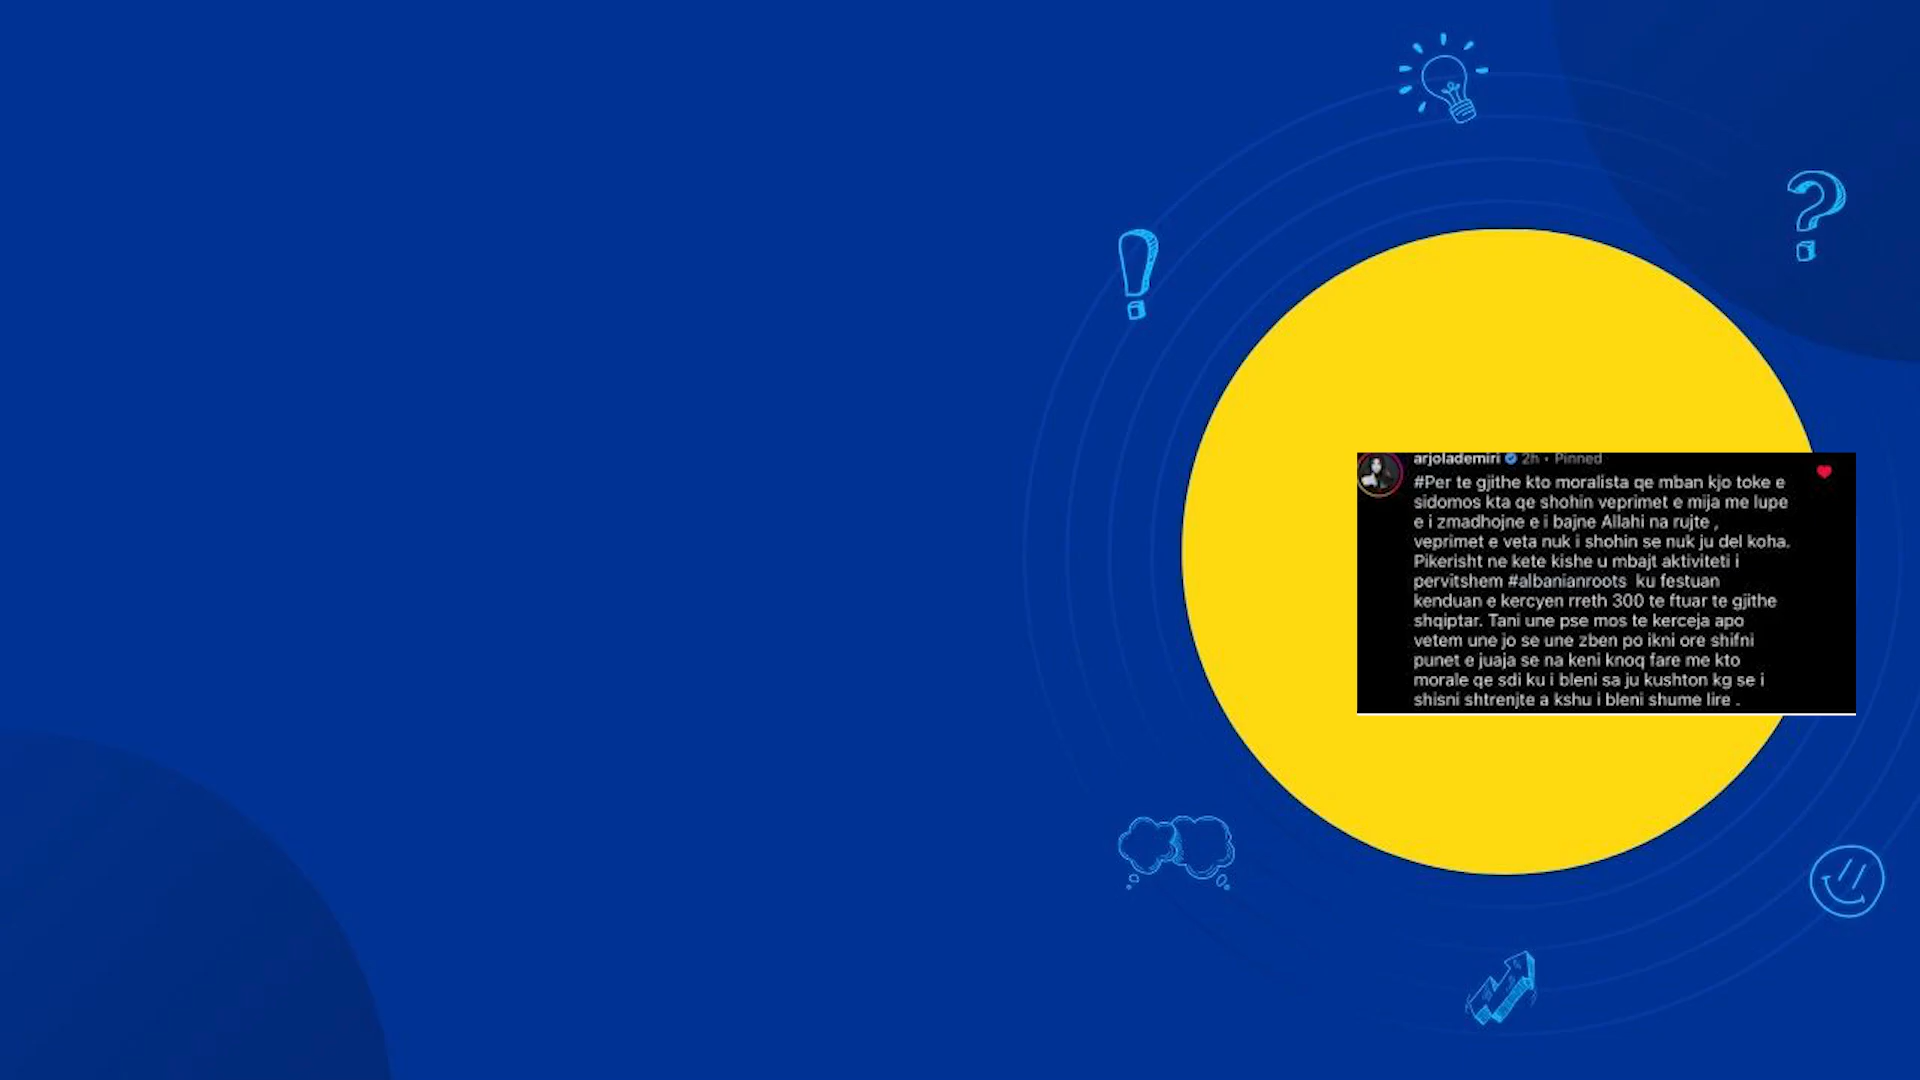 arjolademiri 2h • Pinned
#Per te gjithe kto moralista qe mban kjo toke e
sidomos kta qe shohin veprimet e mija me lupe
e i zmadhojne e i bajne Allahi na rujte ,
veprimet e veta nuk i shohin se nuk ju del koha.
Pikerisht ne kete kishe u mbajt aktiviteti i
pervitshem #albanianroots ku festuan
kenduan e kercyen rreth 300 te ftuar te gjithe
shqiptar. Tani une pse mos te kerceja apo
vetem une jo se une zben po ikni ore shifni
punet e juaja se na keni knoq fare me kto
morale qe sdi ku i bleni sa ju kushton kg se i
shisni shtrenjte a kshu i bleni shume lire .